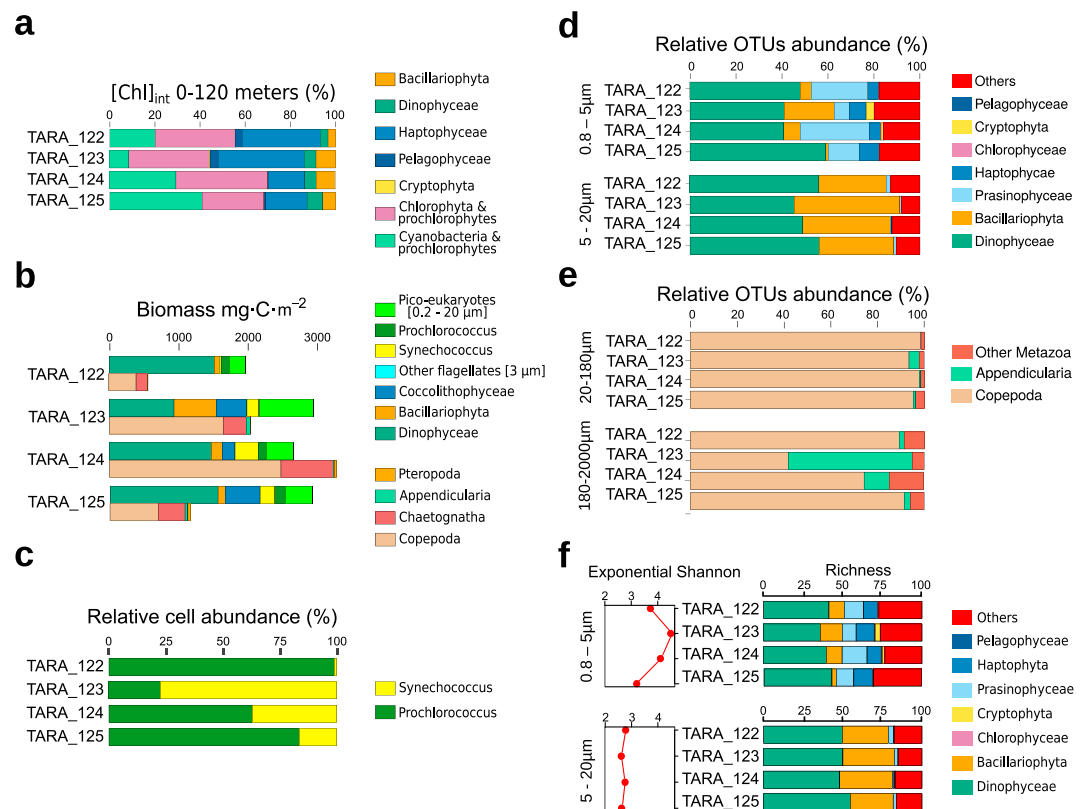 a
[Chl]int 0-120 meters (%)
0 20 40 60 80 100
TARA_122
TARA_123
TARA_124
TARA_125
Bacillariophyta
Dinophyceae
Haptophyceae
Pelagophyceae
Cryptophyta
Chlorophyta &
prochlorophytes
Cyanobacteria &
prochlorophytes
b
Biomass mg·C·m⁻²
0 1000 2000 3000
TARA_122
TARA_123
TARA_124
TARA_125
Pico-eukaryotes
[0.2 - 20 µm]
Prochlorococcus
Synechococcus
Other flagellates [3 µm]
Coccolithophyceae
Bacillariophyta
Dinophyceae
Pteropoda
Appendicularia
Chaetognatha
Copepoda
c
Relative cell abundance (%)
0 25 50 75 100
TARA_122
TARA_123
TARA_124
TARA_125
Synechococcus
Prochlorococcus
d
Relative OTUs abundance (%)
0 20 40 60 80 100
0.8 – 5µm
TARA_122
TARA_123
TARA_124
TARA_125
5 - 20µm
TARA_122
TARA_123
TARA_124
TARA_125
Others
Pelagophyceae
Cryptophyta
Chlorophyceae
Haptophycae
Prasinophyceae
Bacillariophyta
Dinophyceae
e
Relative OTUs abundance (%)
0 20 40 60 80 100
20-180µm
TARA_122
TARA_123
TARA_124
TARA_125
180-2000µm
TARA_122
TARA_123
TARA_124
TARA_125
Other Metazoa
Appendicularia
Copepoda
f
Exponential Shannon
Richness
2 3 4
0 25 50 75 100
0.8 – 5µm
TARA_122
TARA_123
TARA_124
TARA_125
2 3 4
0 25 50 75 100
5 - 20µm
TARA_122
TARA_123
TARA_124
TARA_125
Others
Pelagophyceae
Haptophyta
Prasinophyceae
Cryptophyta
Chlorophyceae
Bacillariophyta
Dinophyceae